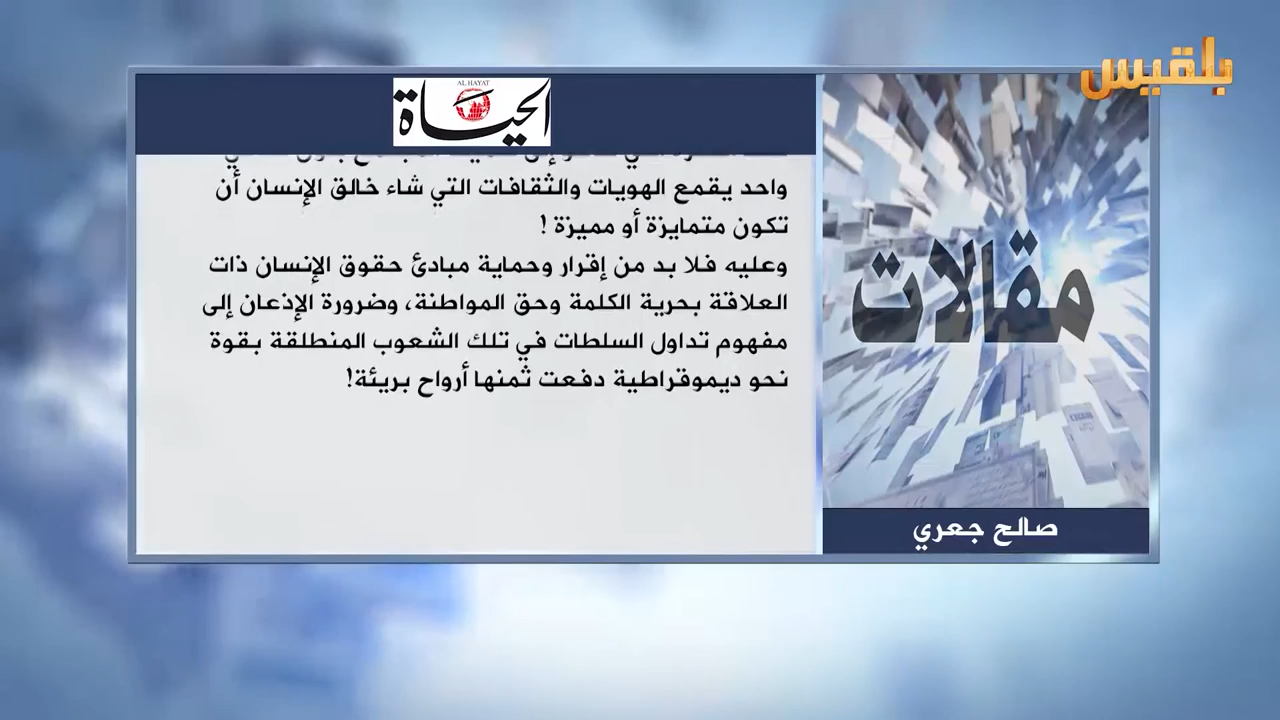 بلقيس
AL HAYAT
الحياة
واحد يقمع الهويات والثقافات التي شاء خالق الإنسان أن
تكون متمايزة أو مميزة !
وعليه فلا بد من إقرار وحماية مبادئ حقوق الإنسان ذات
العلاقة بحرية الكلمة وحق المواطنة، وضرورة الإذعان إلى
مفهوم تداول السلطات في تلك الشعوب المنطلقة بقوة
نحو ديموقراطية دفعت ثمنها أرواح بريئة!
مقالات
صالح جعري